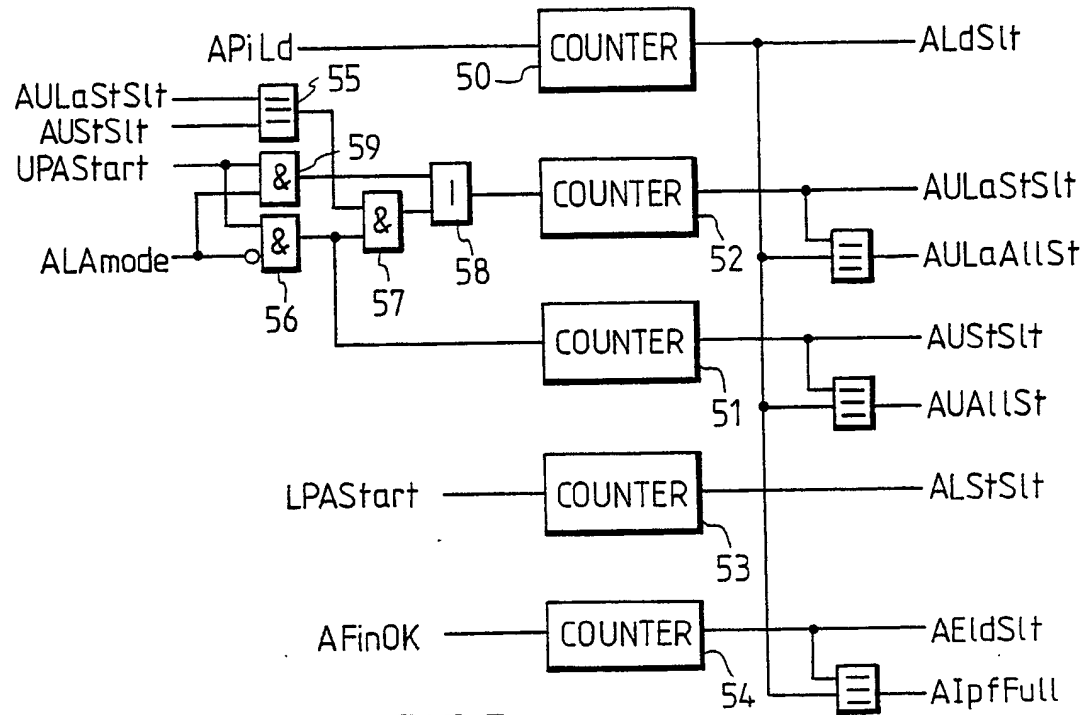 APiLd
COUNTER
50
ALdSlt
55
AULaStSlt
AUStSlt
UPAStart
59
&
|
COUNTER
52
AULaStSlt
&
58
AULaAllSt
ALAmode
&
57
56
COUNTER
51
AUStSlt
AUAllSt
LPAStart
COUNTER
53
ALStSlt
AFinOK
COUNTER
54
AEldSlt
AIpfFull